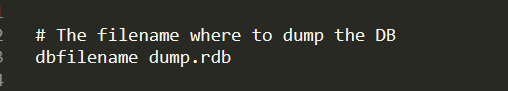 # The filename where to dump the DB
dbfilename dump.rdb